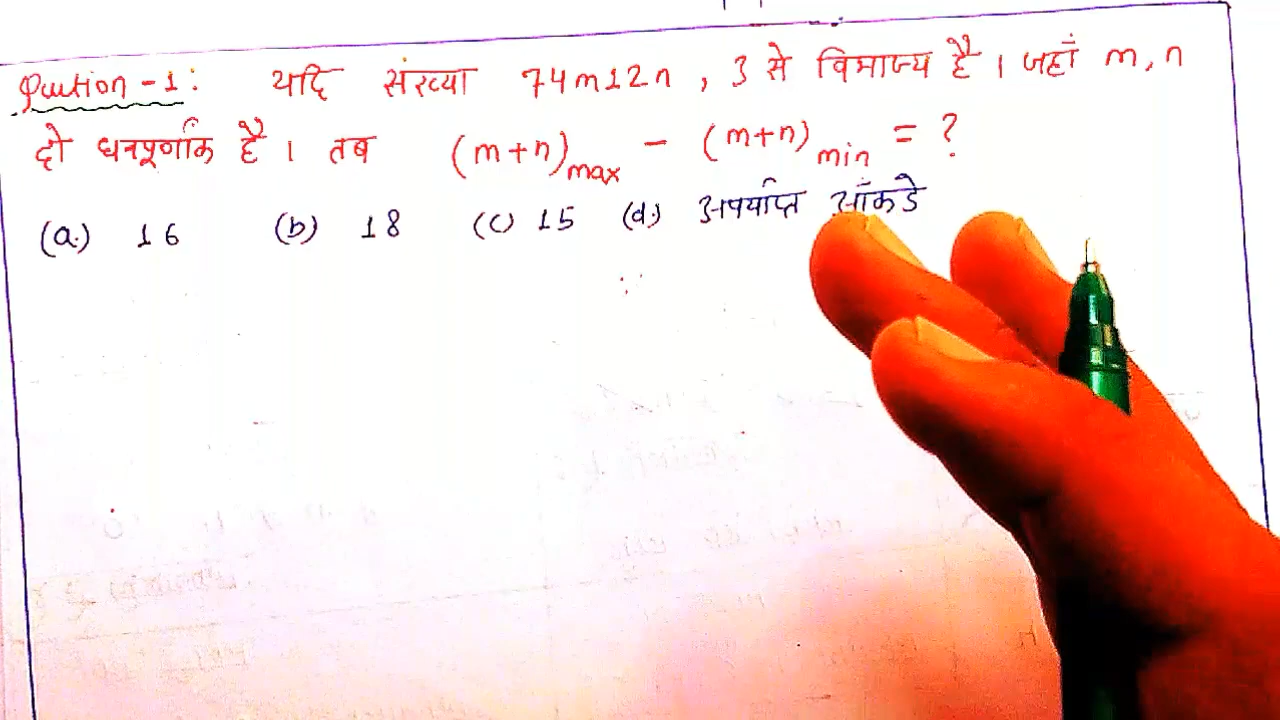 Qustion-1: यदि संख्या 74m12n, 3 से विभाज्य है । जहाँ m, n
दो धनपूर्णांक है । तब (m+n)max - (m+n)min = ?
(a.) 16 (b) 18 (c) 15 (d.) अपर्याप्त आँकडे